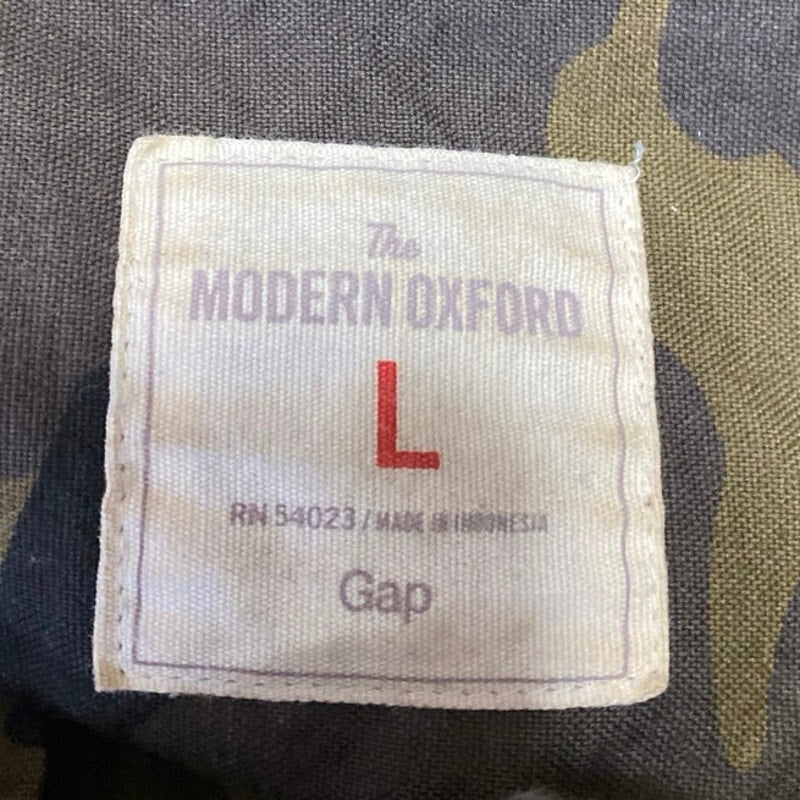 The
MODERN OXFORD
L
RN 54023 / MADE IN INDONESIA
Gap